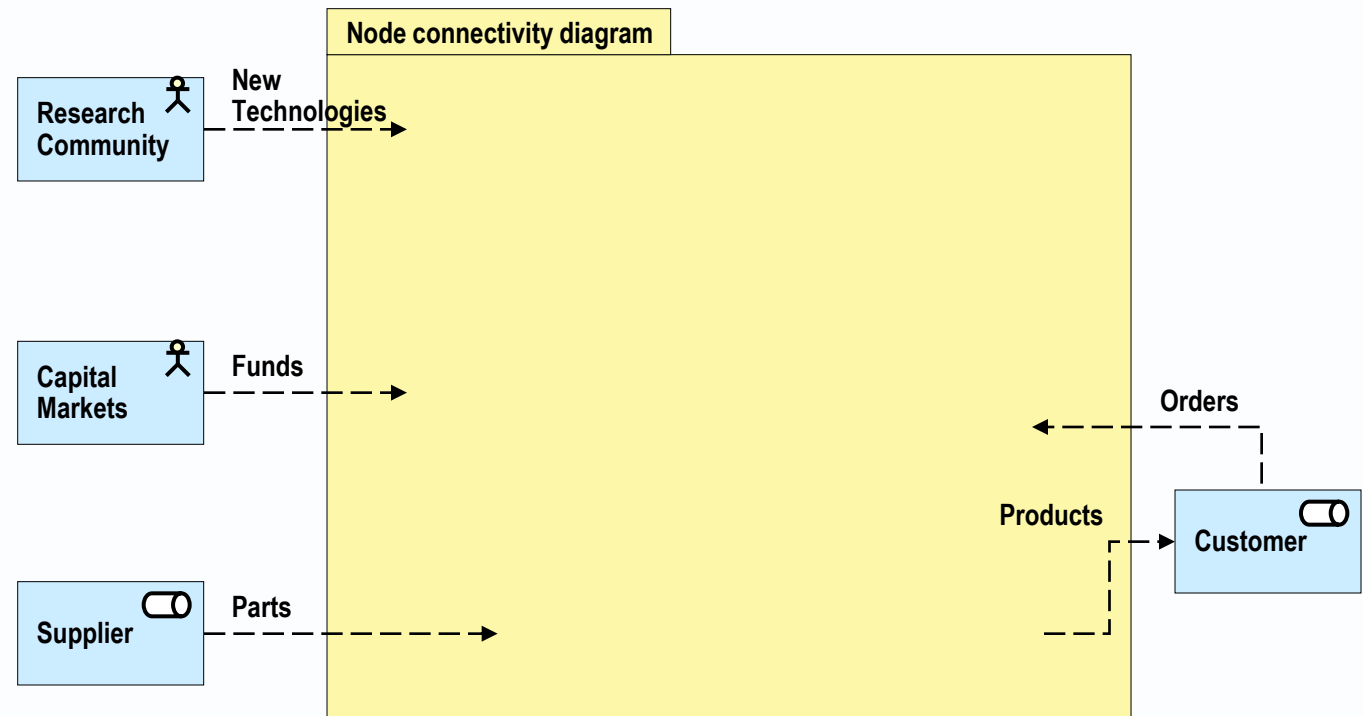 Node connectivity diagram
New
Technologies
Research
Community
Funds
Capital
Markets
Orders
Products
Customer
Parts
Supplier